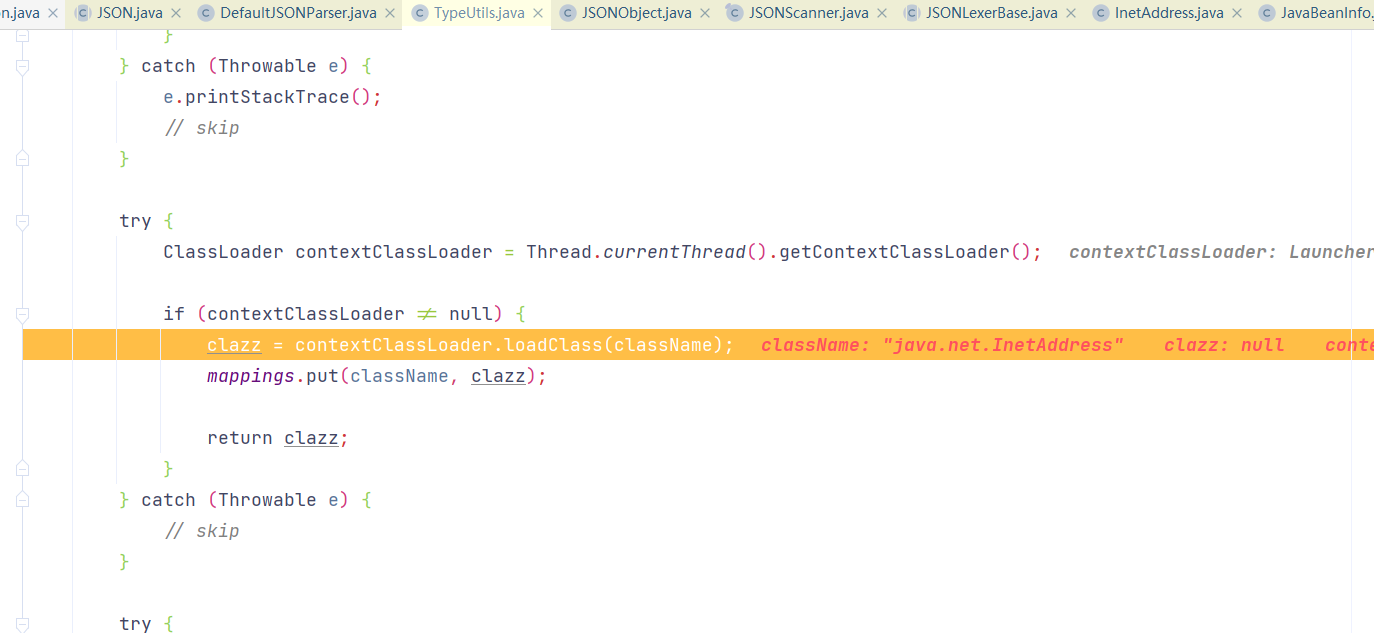 n.java JSON.java DefaultJSONParser.java TypeUtils.java JSONObject.java JSONScanner.java JSONLexerBase.java InetAddress.java JavaBeanInfo.
}
} catch (Throwable e) {
e.printStackTrace();
// skip
}
try {
ClassLoader contextClassLoader = Thread.currentThread().getContextClassLoader(); contextClassLoader: Launcher
if (contextClassLoader != null) {
clazz = contextClassLoader.loadClass(className); className: "java.net.InetAddress" clazz: null conte
mappings.put(className, clazz);
return clazz;
}
} catch (Throwable e) {
// skip
}
try {